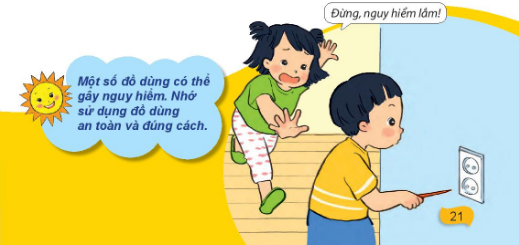 Đừng, nguy hiểm lắm!
Một số đồ dùng có thể
gây nguy hiểm. Nhớ
sử dụng đồ dùng
an toàn và đúng cách.
21